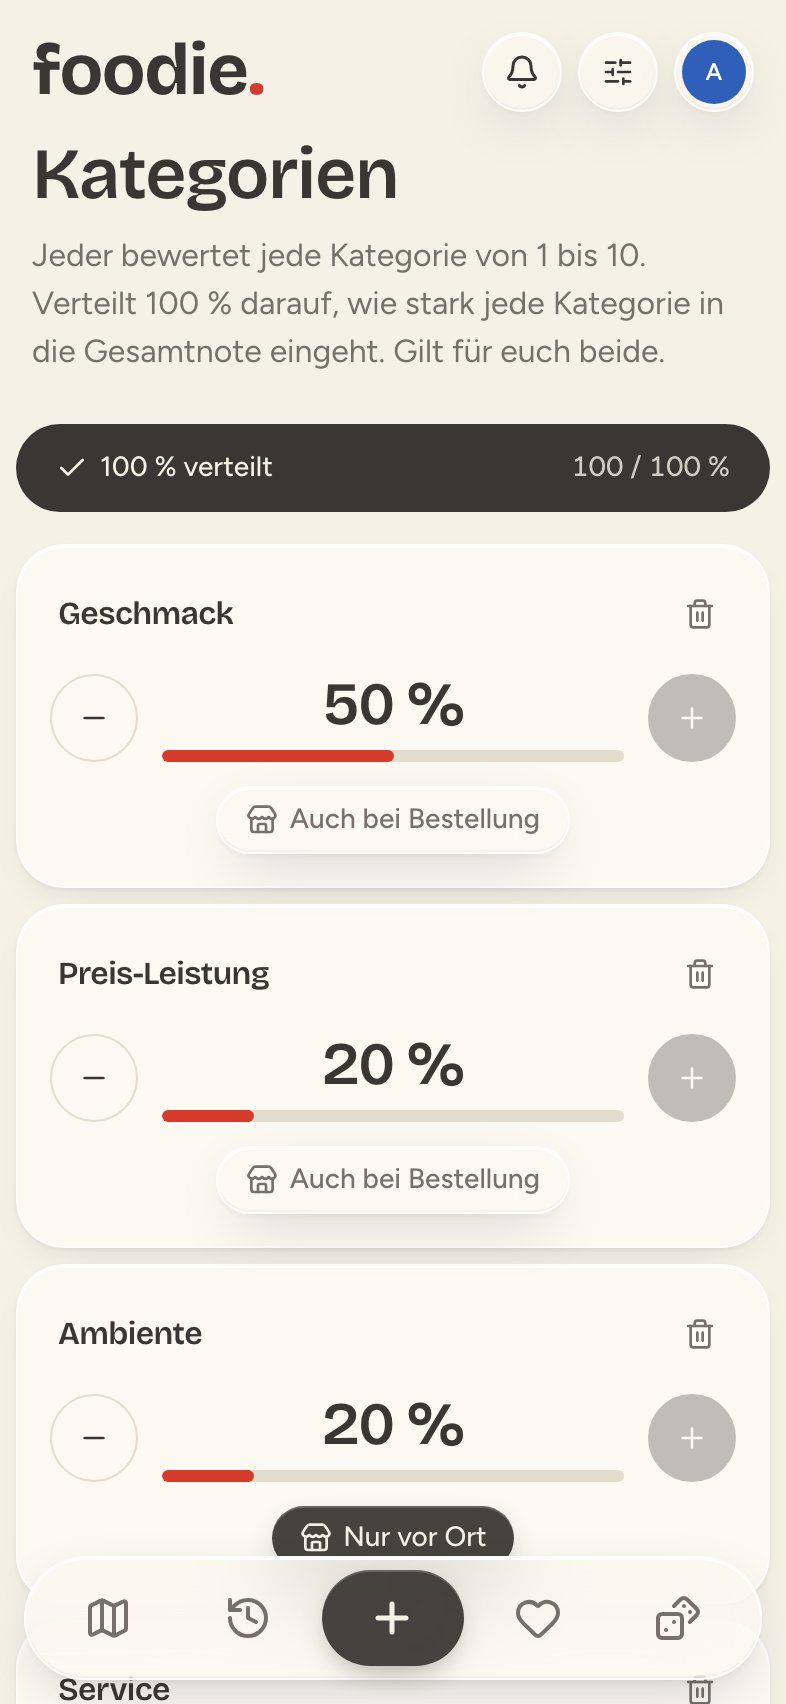 foodie.
A
Kategorien
Jeder bewertet jede Kategorie von 1 bis 10.
Verteilt 100 % darauf, wie stark jede Kategorie in
die Gesamtnote eingeht. Gilt für euch beide.
100 % verteilt
100 / 100 %
Geschmack
50 %
Auch bei Bestellung
Preis-Leistung
20 %
Auch bei Bestellung
Ambiente
20 %
Nur vor Ort
Service